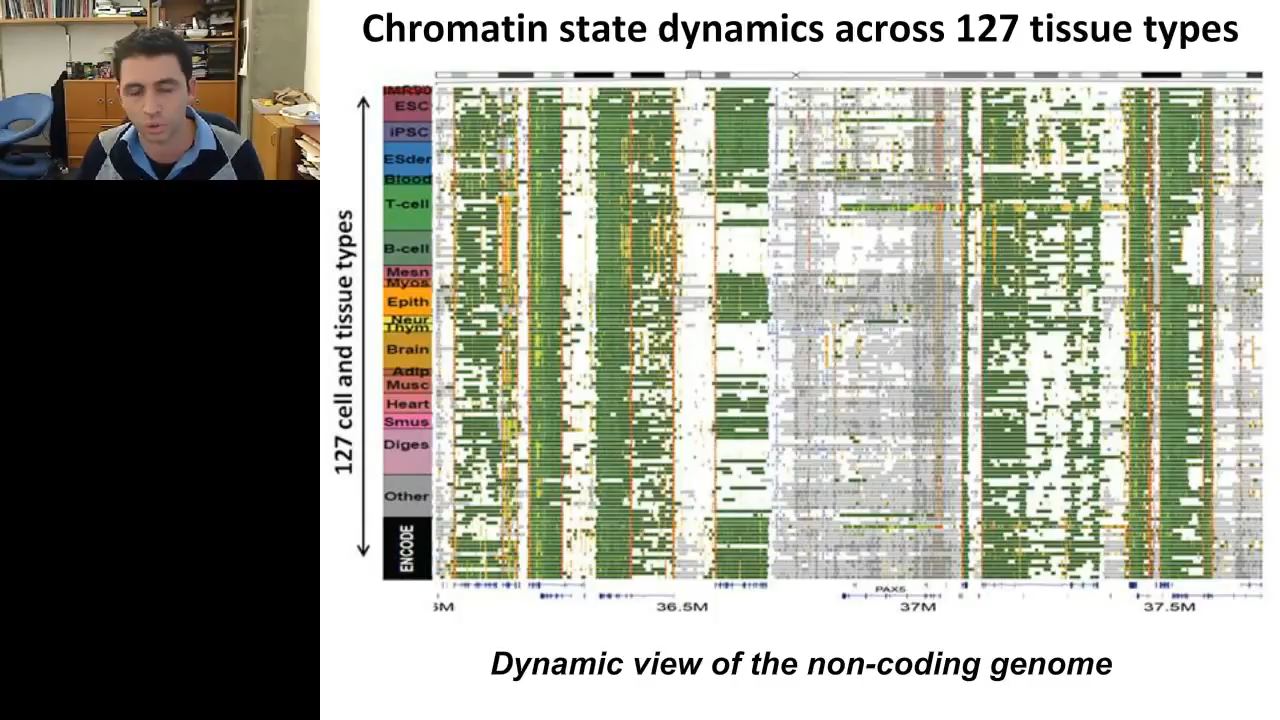 Chromatin state dynamics across 127 tissue types
127 cell and tissue types
IMR90
ESC
iPSC
ESder
Blood
T-cell
B-cell
Mesn
Myos
Epith
Neur
Thym
Brain
Adip
Musc
Heart
Smus
Diges
Other
ENCODE
PAX5
36.5M
37M
37.5M
Dynamic view of the non-coding genome